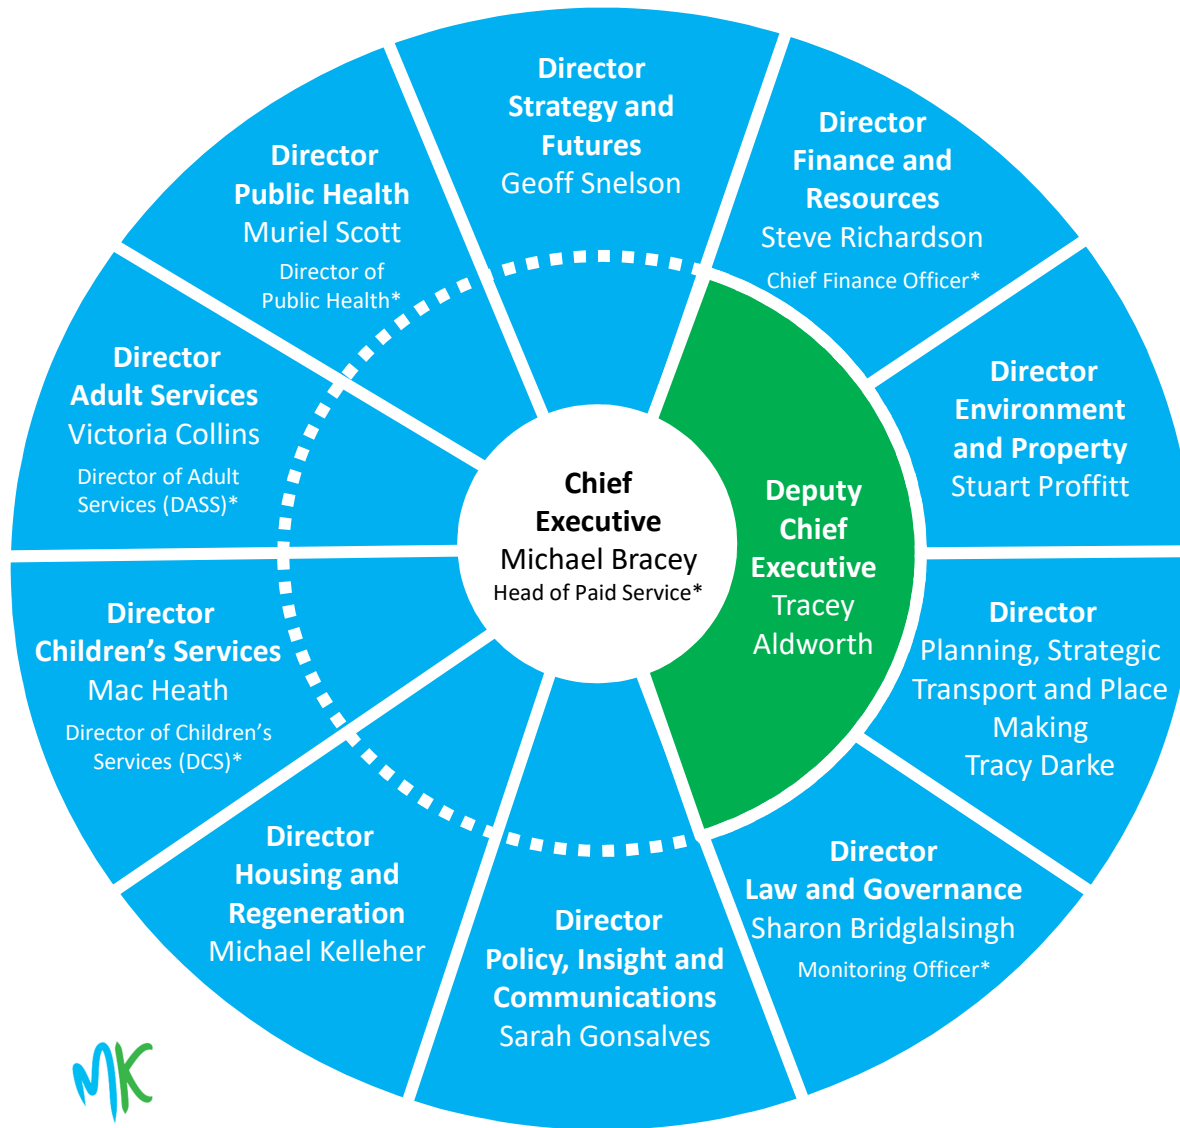 Director
Strategy and
Futures
Geoff Snelson
Director
Finance and
Resources
Steve Richardson
Chief Finance Officer*
Director
Environment
and Property
Stuart Proffitt
Director
Planning, Strategic
Transport and Place
Making
Tracy Darke
Director
Law and Governance
Sharon Bridglalsingh
Monitoring Officer*
Director
Policy, Insight and
Communications
Sarah Gonsalves
Director
Housing and
Regeneration
Michael Kelleher
Director
Children’s Services
Mac Heath
Director of Children’s
Services (DCS)*
Director
Adult Services
Victoria Collins
Director of Adult
Services (DASS)*
Director
Public Health
Muriel Scott
Director of
Public Health*
Chief
Executive
Michael Bracey
Head of Paid Service*
Deputy
Chief
Executive
Tracey
Aldworth
MK